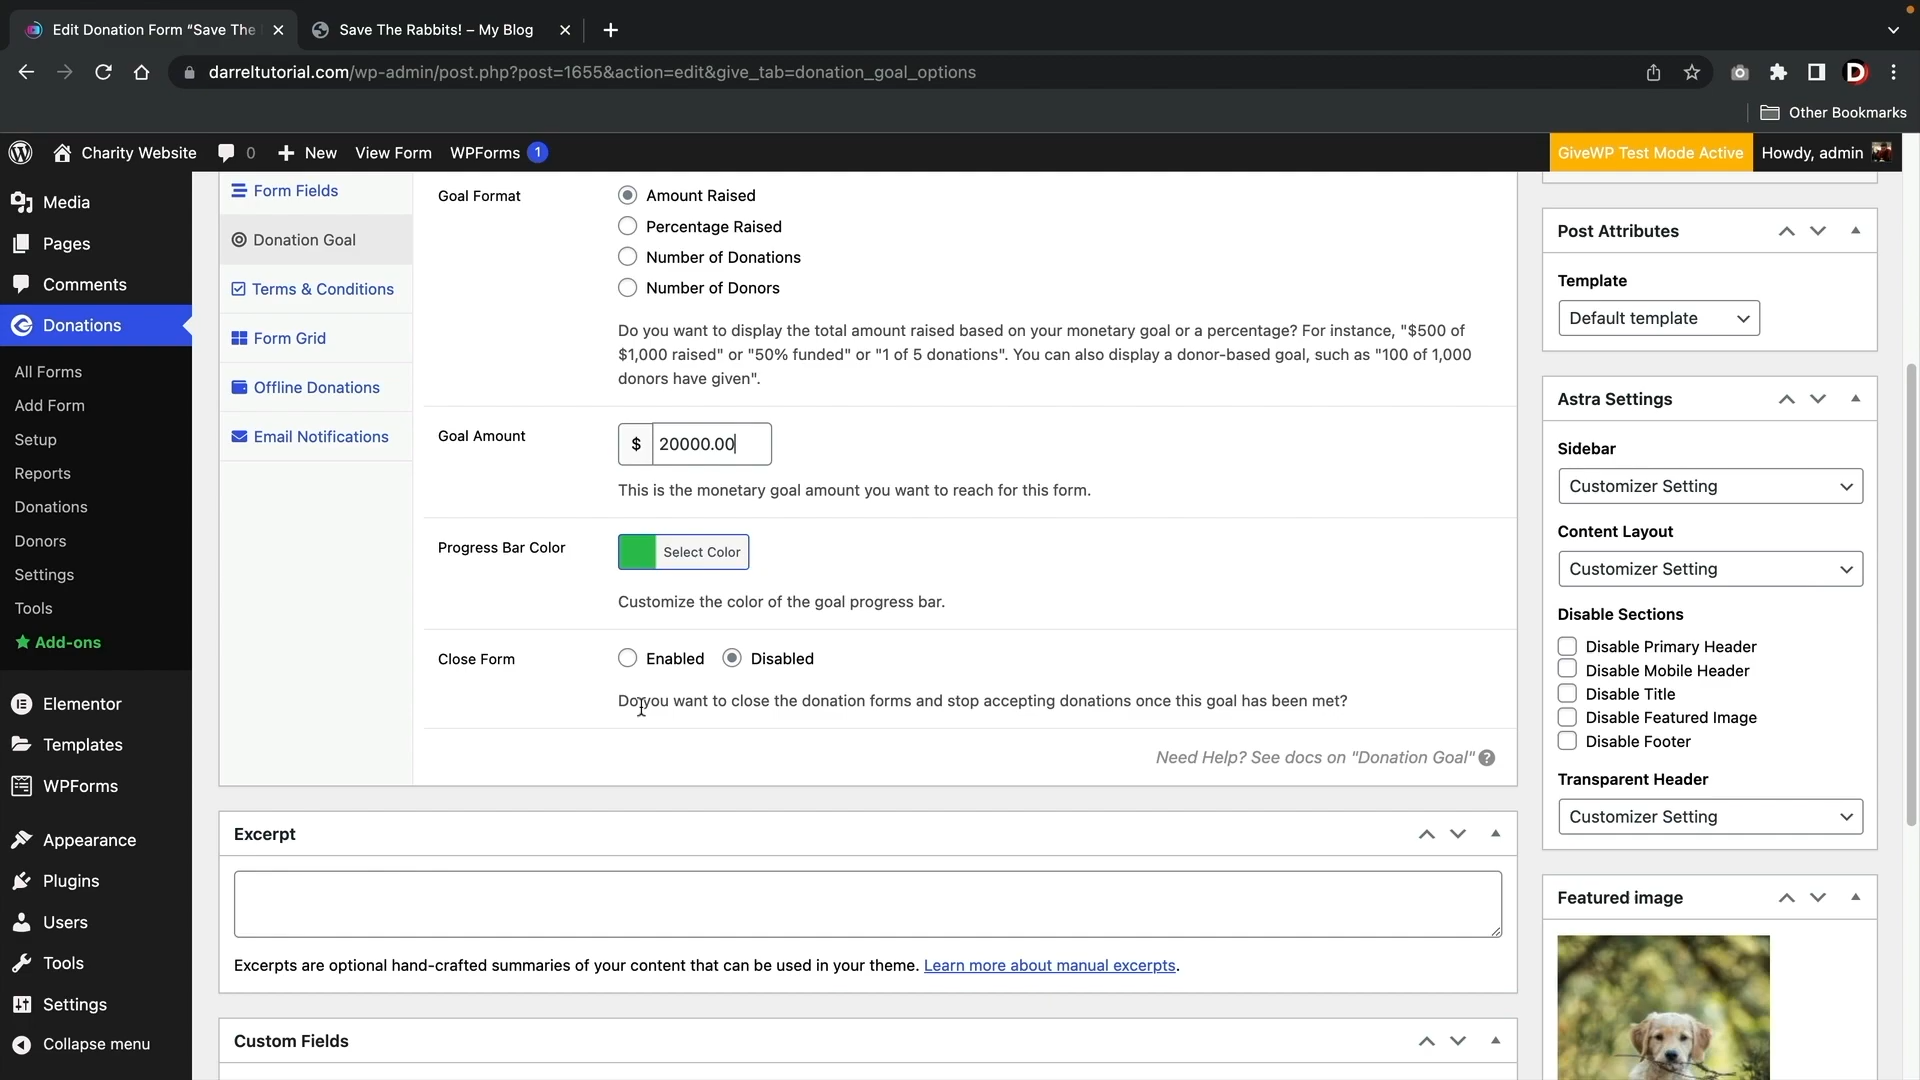 Edit Donation Form “Save The
Save The Rabbits! – My Blog
darreltutorial.com/wp-admin/post.php?post=1655&action=edit&give_tab=donation_goal_options
Other Bookmarks
Charity Website
0
New
View Form
WPForms
1
GiveWP Test Mode Active
Howdy, admin
Media
Pages
Comments
Donations
All Forms
Add Form
Setup
Reports
Donations
Donors
Settings
Tools
Add-ons
Elementor
Templates
WPForms
Appearance
Plugins
Users
Tools
Settings
Collapse menu
Form Fields
Donation Goal
Terms & Conditions
Form Grid
Offline Donations
Email Notifications
Goal Format
Amount Raised
Percentage Raised
Number of Donations
Number of Donors
Do you want to display the total amount raised based on your monetary goal or a percentage? For instance, "$500 of
$1,000 raised" or "50% funded" or "1 of 5 donations". You can also display a donor-based goal, such as "100 of 1,000
donors have given".
Goal Amount
$
20000.00
This is the monetary goal amount you want to reach for this form.
Progress Bar Color
Select Color
Customize the color of the goal progress bar.
Close Form
Enabled
Disabled
Do you want to close the donation forms and stop accepting donations once this goal has been met?
Need Help? See docs on "Donation Goal"
Excerpt
Excerpts are optional hand-crafted summaries of your content that can be used in your theme. Learn more about manual excerpts.
Custom Fields
Post Attributes
Template
Default template
Astra Settings
Sidebar
Customizer Setting
Content Layout
Customizer Setting
Disable Sections
Disable Primary Header
Disable Mobile Header
Disable Title
Disable Featured Image
Disable Footer
Transparent Header
Customizer Setting
Featured image